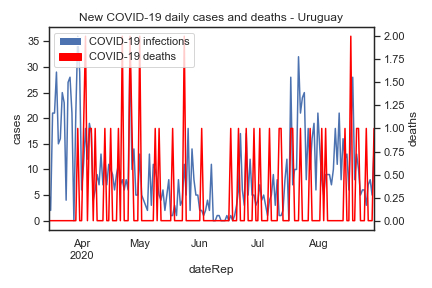 New COVID-19 daily cases and deaths - Uruguay
COVID-19 infections
COVID-19 deaths
35
30
25
20
15
10
5
0
cases
2.00
1.75
1.50
1.25
1.00
0.75
0.50
0.25
0.00
deaths
Apr
2020
May
Jun
Jul
Aug
dateRep